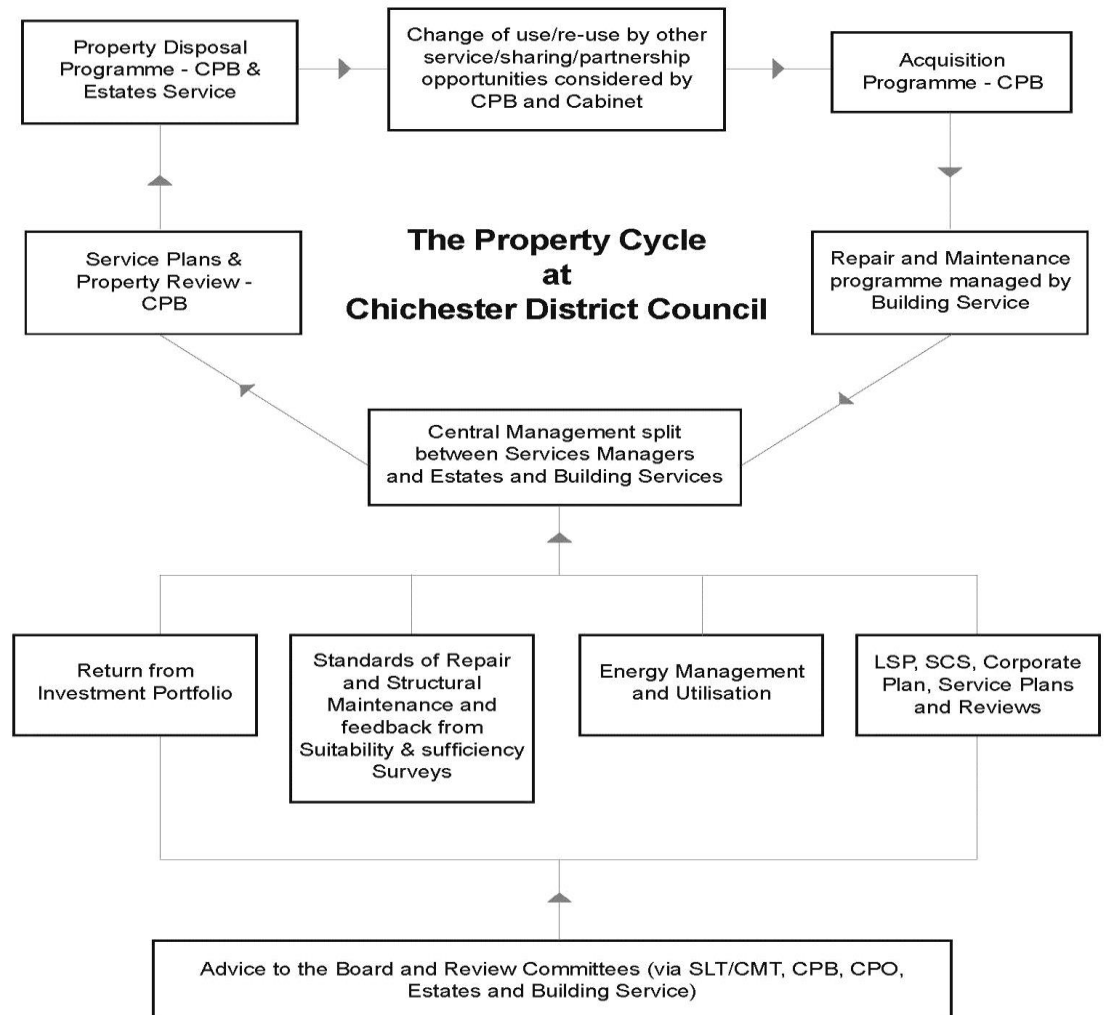 Property Disposal
Programme - CPB &
Estates Service
Change of use/re-use by other
service/sharing/partnership
opportunities considered by
CPB and Cabinet
Acquisition
Programme - CPB
Service Plans &
Property Review -
CPB
The Property Cycle
at
Chichester District Council
Repair and Maintenance
programme managed by
Building Service
Central Management split
between Services Managers
and Estates and Building Services
Return from
Investment Portfolio
Standards of Repair
and Structural
Maintenance and
feedback from
Suitability & sufficiency
Surveys
Energy Management
and Utilisation
LSP, SCS, Corporate
Plan, Service Plans
and Reviews
Advice to the Board and Review Committees (via SLT/CMT, CPB, CPO,
Estates and Building Service)